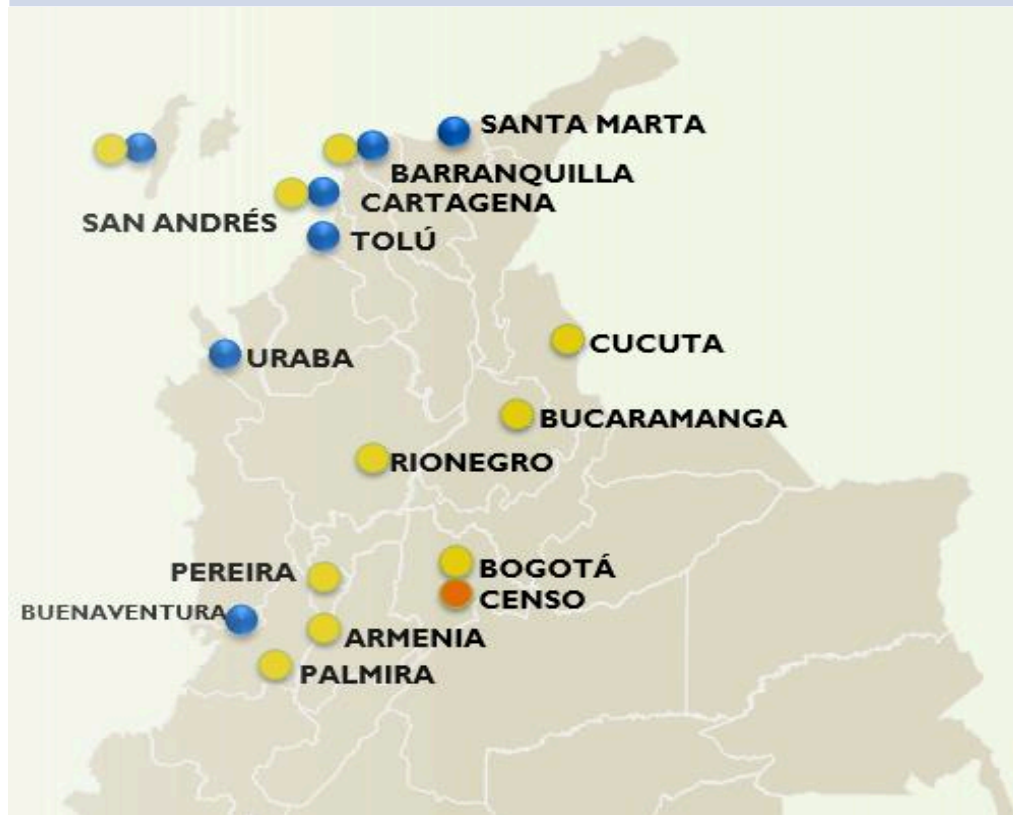 SANTA MARTA
BARRANQUILLA
CARTAGENA
SAN ANDRÉS
TOLÚ
CUCUTA
URABA
BUCARAMANGA
RIONEGRO
BOGOTÁ
PEREIRA
CENSO
BUENAVENTURA
ARMENIA
PALMIRA